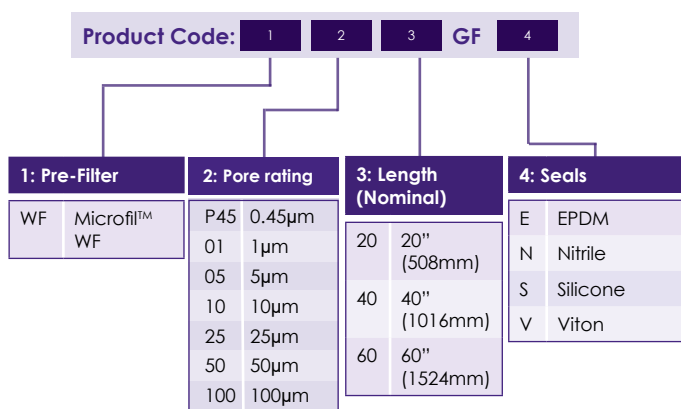 Product Code: 1 2 3 GF 4
1: Pre-Filter
WF Microfil™
WF
2: Pore rating
P45 0.45µm
01 1µm
05 5µm
10 10µm
25 25µm
50 50µm
100 100µm
3: Length
(Nominal)
20 20”
(508mm)
40 40”
(1016mm)
60 60”
(1524mm)
4: Seals
E EPDM
N Nitrile
S Silicone
V Viton